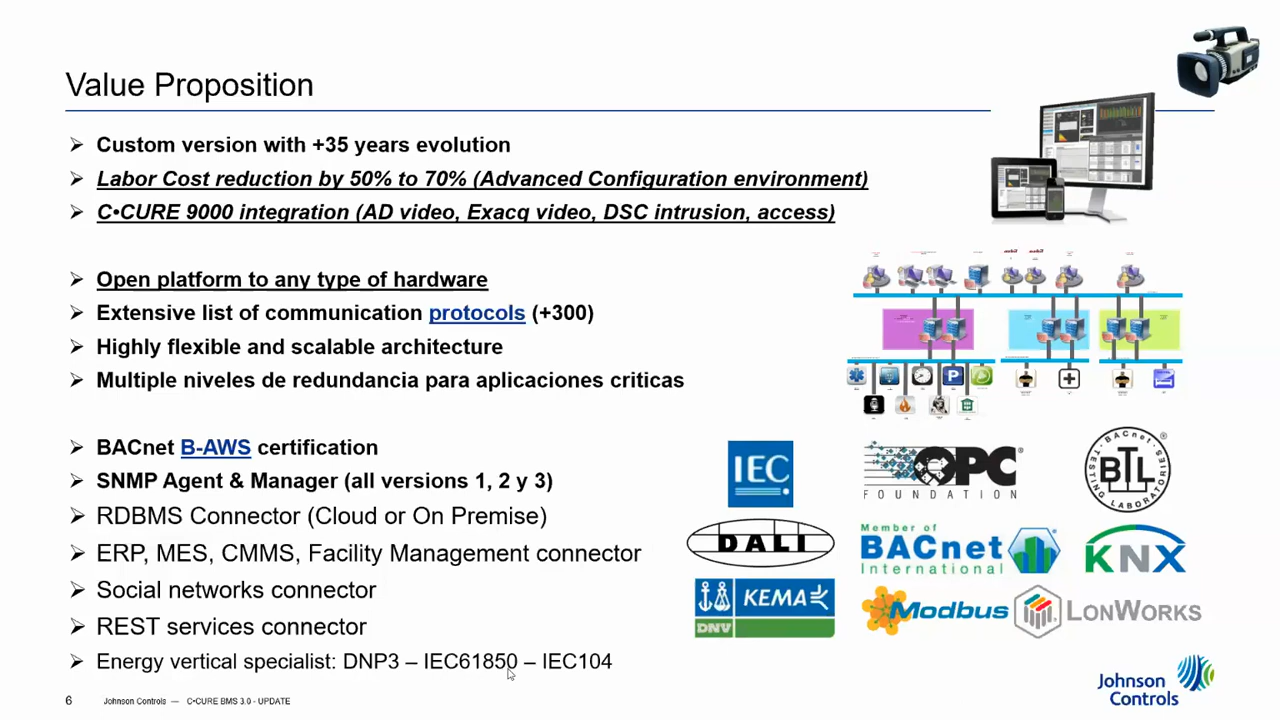 Value Proposition
Custom version with +35 years evolution
Labor Cost reduction by 50% to 70% (Advanced Configuration environment)
C•CURE 9000 integration (AD video, Exacq video, DSC intrusion, access)
Open platform to any type of hardware
Extensive list of communication protocols (+300)
Highly flexible and scalable architecture
Multiple niveles de redundancia para aplicaciones criticas
BACnet B-AWS certification
SNMP Agent & Manager (all versions 1, 2 y 3)
RDBMS Connector (Cloud or On Premise)
ERP, MES, CMMS, Facility Management connector
Social networks connector
REST services connector
Energy vertical specialist: DNP3 – IEC61850 – IEC104
P
IEC
OPC
FOUNDATION
®
BACnet
BTL
TESTING LABORATORIES
®
DALI
Member of
BACnet
International
KNX
KEMA
DNV
Modbus
LONWORKS
Johnson
Controls
6 Johnson Controls — C•CURE BMS 3.0 - UPDATE